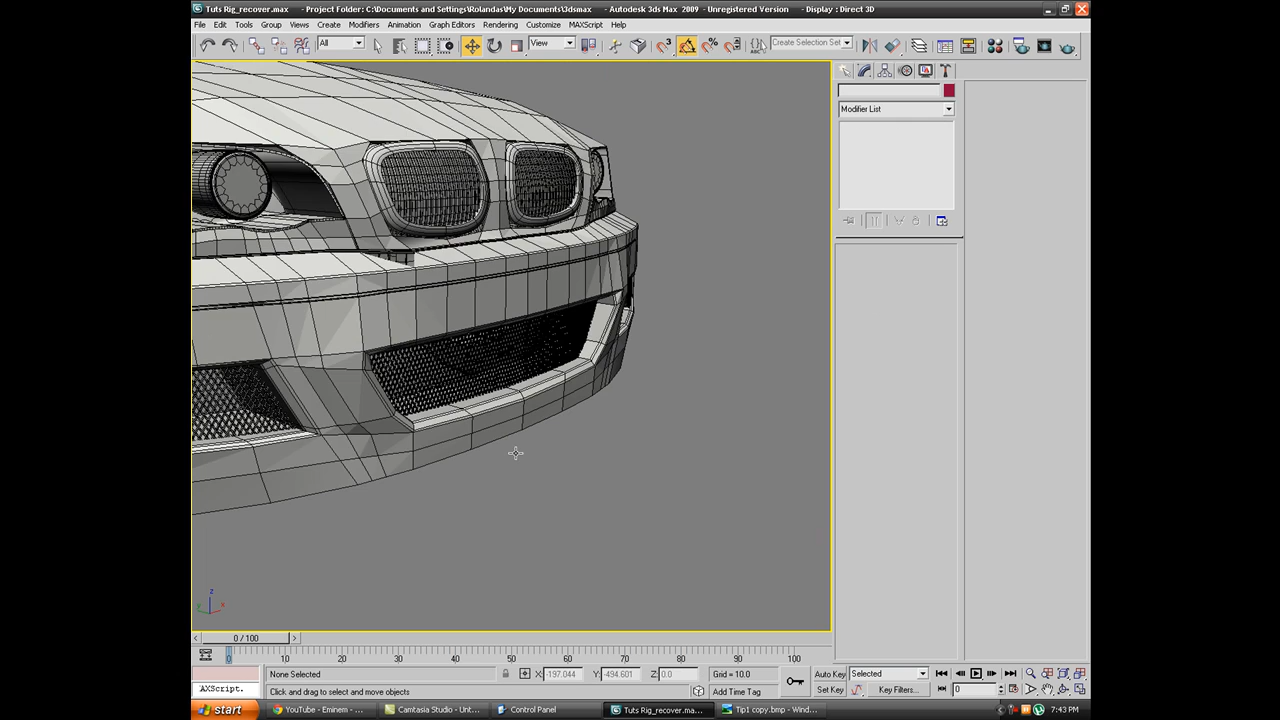 Tuts Rig_recover.max - Project Folder: C:\Documents and Settings\Rolandas\My Documents\3dsmax - Autodesk 3ds Max 2009 - Unregistered Version - Display : Direct 3D
File Edit Tools Group Views Create Modifiers Animation Graph Editors Rendering Customize MAXScript Help
All View Create Selection Set
Modifier List
z
y x
0 / 100
0 10 20 30 40 50 60 70 80 90 100
None Selected X: -197.044 Y: -494.601 Z: 0.0 Grid = 10.0 Auto Key Selected
'AXScript. Click and drag to select and move objects Add Time Tag Set Key Key Filters... 0
start YouTube - Eminem - ... Camtasia Studio - Unt... Control Panel Tuts Rig_recover.ma... Tip1 copy.bmp - Wind... 7:43 PM